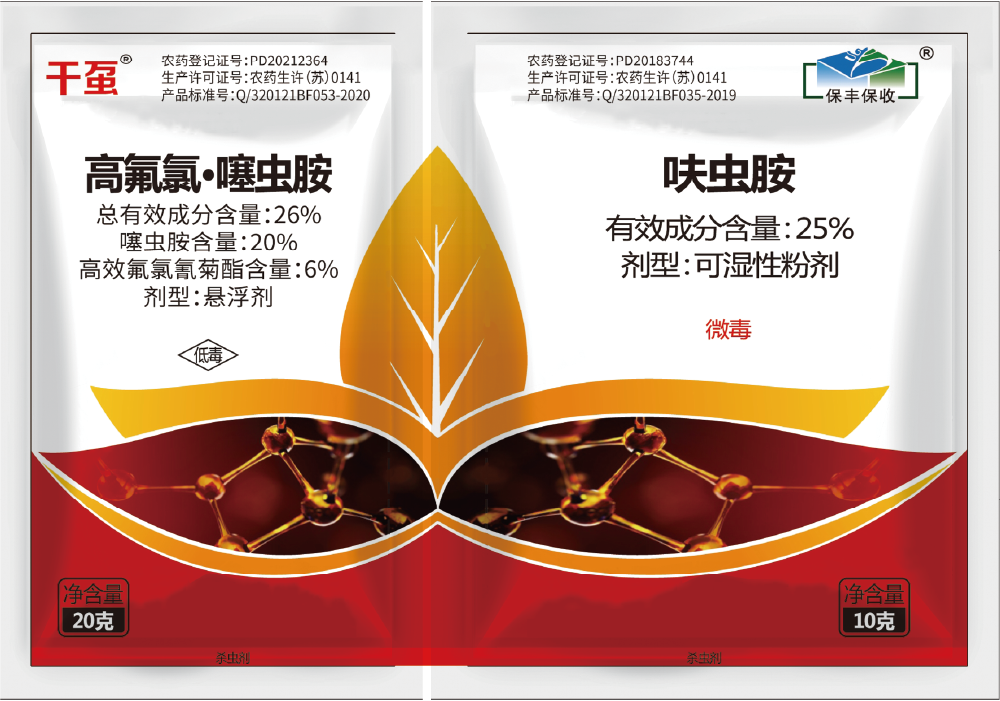 干虿®
农药登记证号:PD20212364
生产许可证号:农药生许(苏)0141
产品标准号:Q/320121BF053-2020
高氟氯·噻虫胺
总有效成分含量:26%
噻虫胺含量:20%
高效氟氯氰菊酯含量:6%
剂型:悬浮剂
低毒
净含量
20克
杀虫剂
农药登记证号:PD20183744
生产许可证号:农药生许(苏)0141
产品标准号:Q/320121BF035-2019
保丰保收
®
呋虫胺
有效成分含量:25%
剂型:可湿性粉剂
微毒
净含量
10克
杀虫剂